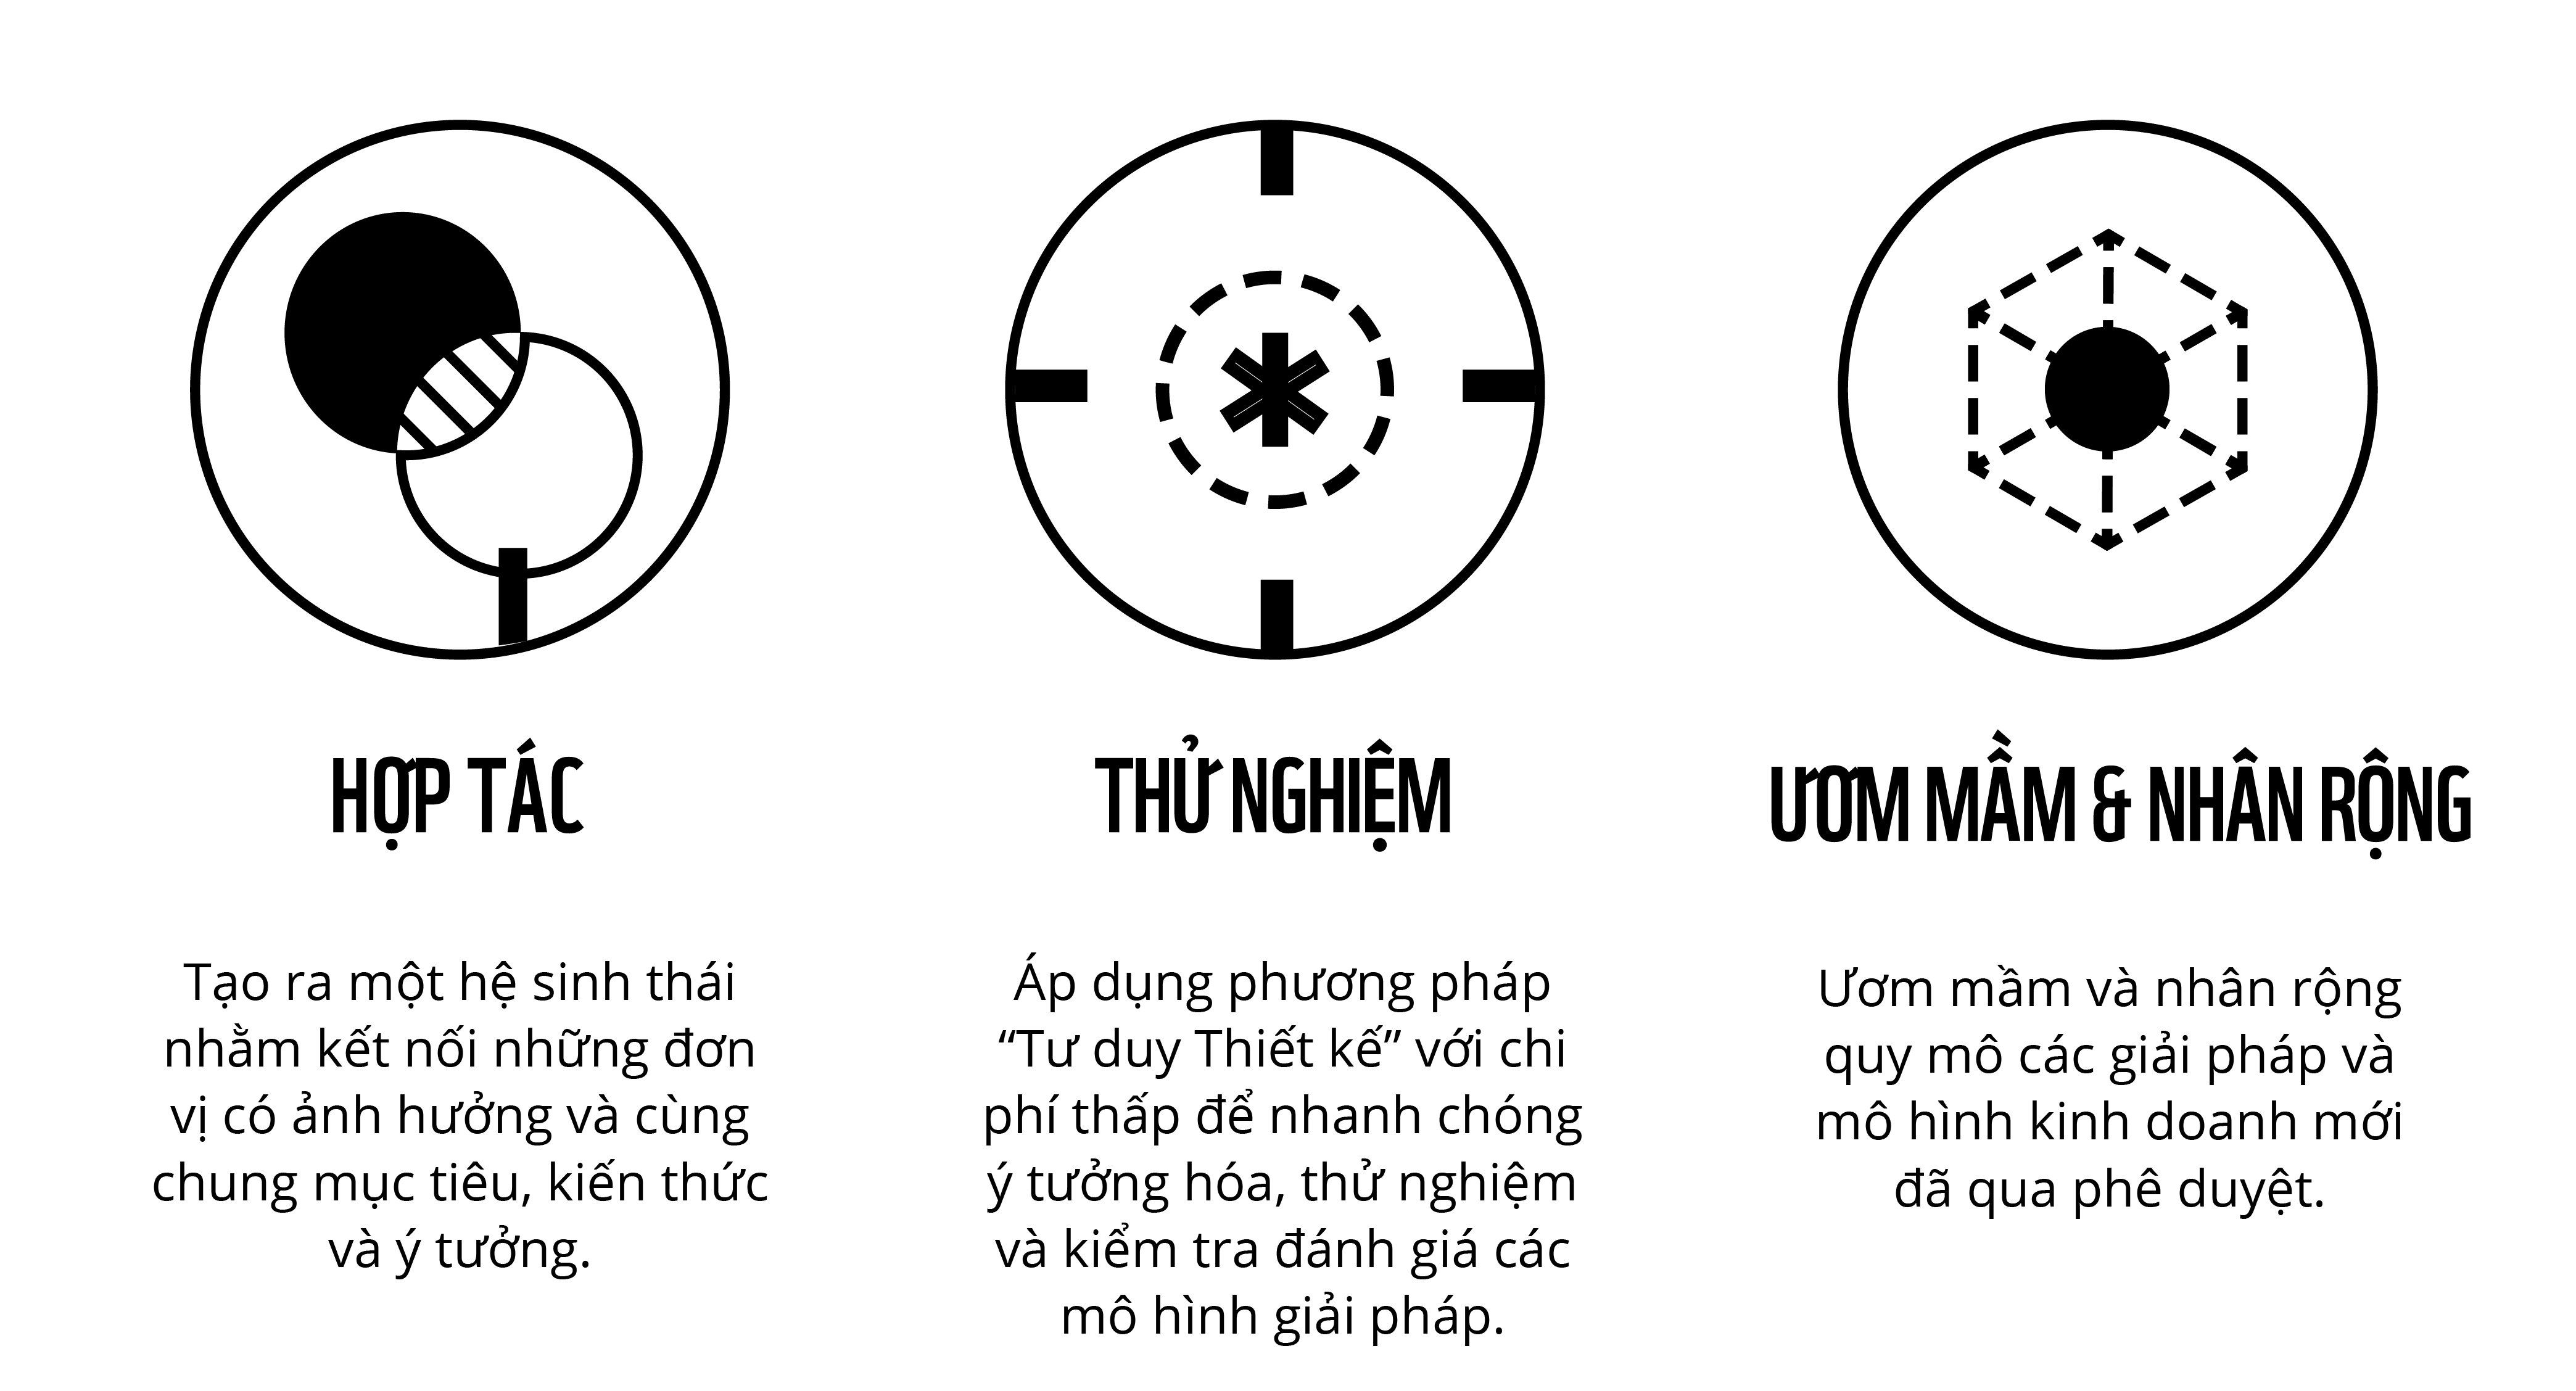 HỢP TÁC
Tạo ra một hệ sinh thái
nhằm kết nối những đơn
vị có ảnh hưởng và cùng
chung mục tiêu, kiến thức
và ý tưởng.
THỬ NGHIỆM
Áp dụng phương pháp
“Tư duy Thiết kế” với chi
phí thấp để nhanh chóng
ý tưởng hóa, thử nghiệm
và kiểm tra đánh giá các
mô hình giải pháp.
ƯƠM MẦM & NHÂN RỘNG
Ươm mầm và nhân rộng
quy mô các giải pháp và
mô hình kinh doanh mới
đã qua phê duyệt.